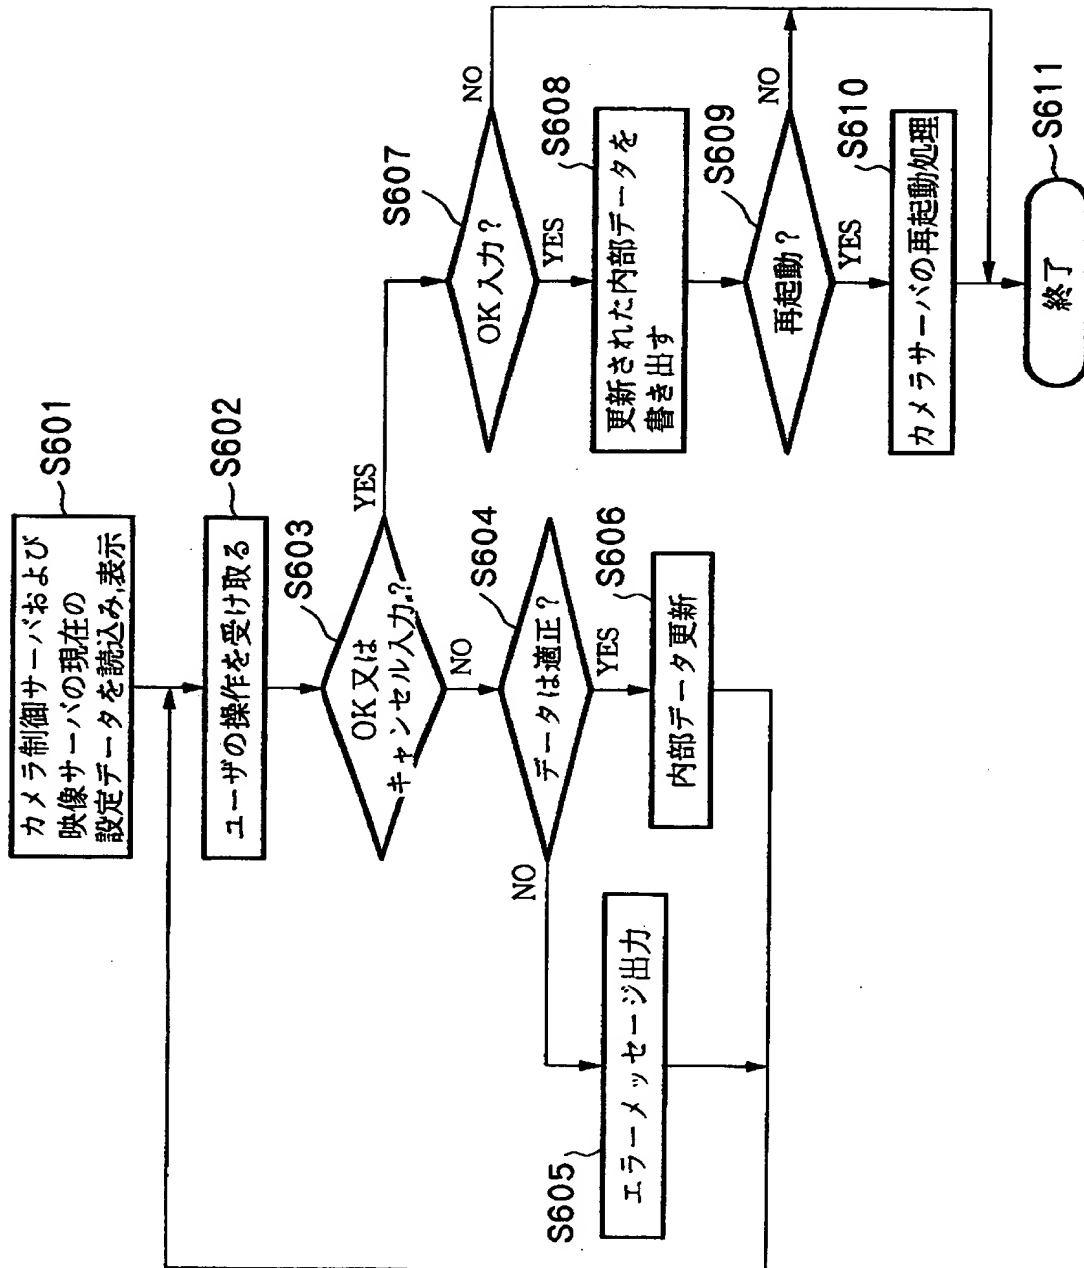 S601
カメラ制御サーバおよび
映像サーバの現在の
設定データを読込み,表示
S602
ユーザの操作を受け取る
S603
OK 又は
キャンセル入力?
YES
NO
S604
データは適正?
NO
YES
S605
エラーメッセージ出力
S606
内部データ更新
S607
OK 入力?
NO
YES
S608
更新された内部データを
書き出す
S609
再起動?
NO
YES
S610
カメラサーバの再起動処理
S611
終了